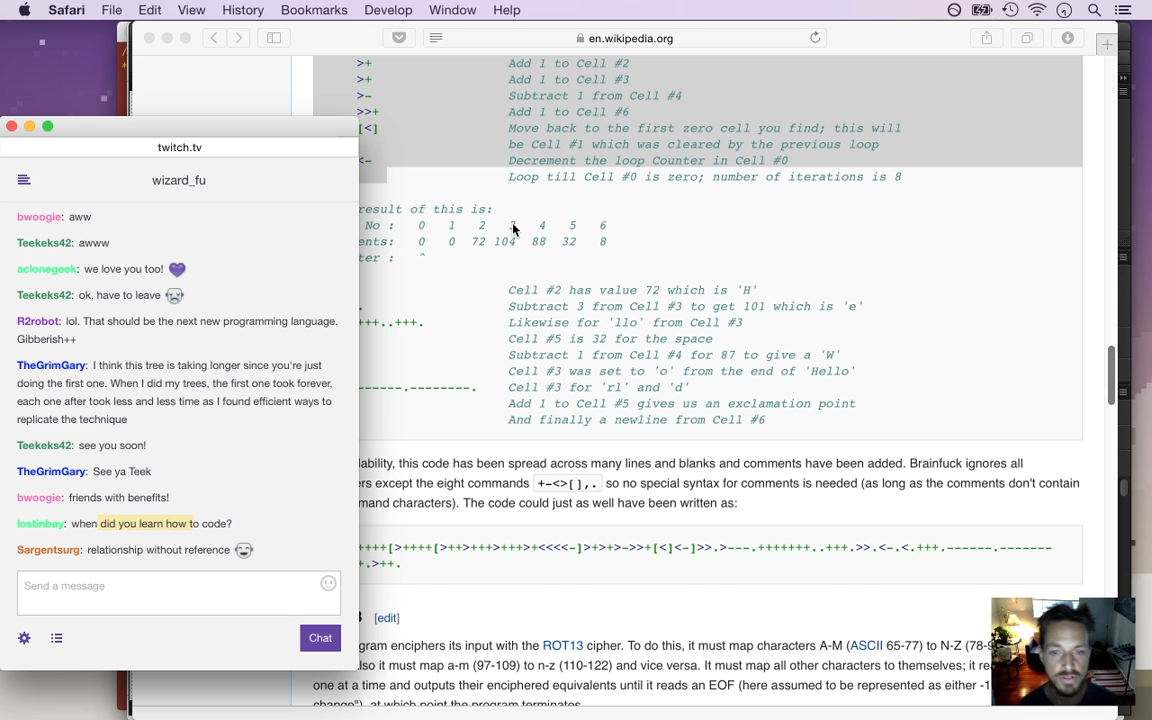 Safari File Edit View History Bookmarks Develop Window Help
en.wikipedia.org
>+ Add 1 to Cell #2
>+ Add 1 to Cell #3
>- Subtract 1 from Cell #4
>>+ Add 1 to Cell #6
[<] Move back to the first zero cell you find; this will
be Cell #1 which was cleared by the previous loop
<- Decrement the loop Counter in Cell #0
Loop till Cell #0 is zero; number of iterations is 8
result of this is:
No : 0 1 2 3 4 5 6
ents: 0 0 72 104 88 32 8
ter : ^
Cell #2 has value 72 which is 'H'
. Subtract 3 from Cell #3 to get 101 which is 'e'
+++..+++. Likewise for 'llo' from Cell #3
Cell #5 is 32 for the space
Subtract 1 from Cell #4 for 87 to give a 'W'
Cell #3 was set to 'o' from the end of 'Hello'
------.--------. Cell #3 for 'rl' and 'd'
Add 1 to Cell #5 gives us an exclamation point
And finally a newline from Cell #6
lability, this code has been spread across many lines and blanks and comments have been added. Brainfuck ignores all
ers except the eight commands +-<>[],. so no special syntax for comments is needed (as long as the comments don't contain
mand characters). The code could just as well have been written as:
++++[>++++[>++>+++>+++>+<<<<-]>+>+>->>+[<]<-]>>.>---.+++++++..+++.>>.<-.<.+++.------.-------
.>++.
3 [edit]
gram enciphers its input with the ROT13 cipher. To do this, it must map characters A-M (ASCII 65-77) to N-Z (78-9
lso it must map a-m (97-109) to n-z (110-122) and vice versa. It must map all other characters to themselves; it rea
one at a time and outputs their enciphered equivalents until it reads an EOF (here assumed to be represented as either -1
change"), at which point the program terminates.
twitch.tv
wizard_fu
bwoogie: aww
Teekeks42: awww
aclonegeek: we love you too!
Teekeks42: ok, have to leave
R2robot: lol. That should be the next new programming language.
Gibberish++
TheGrimGary: I think this tree is taking longer since you're just
doing the first one. When I did my trees, the first one took forever,
each one after took less and less time as I found efficient ways to
replicate the technique
Teekeks42: see you soon!
TheGrimGary: See ya Teek
bwoogie: friends with benefits!
lostinbay: when did you learn how to code?
Sargentsurg: relationship without reference
Send a message
Chat